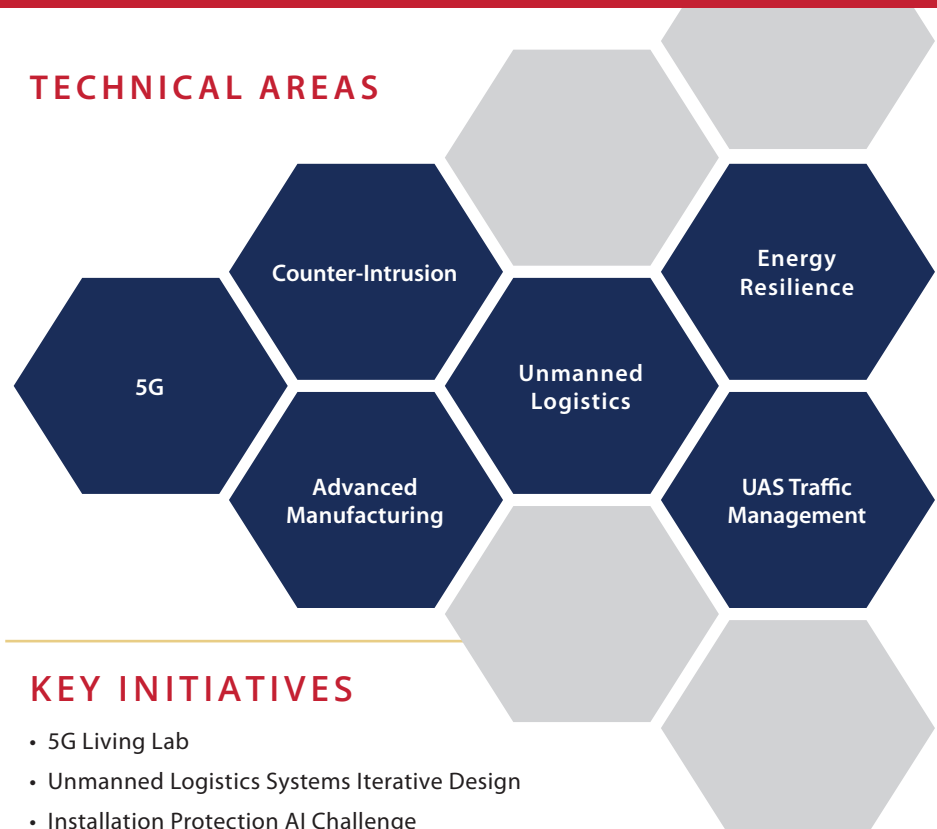 TECHNICAL AREAS
Counter-Intrusion
Energy
Resilience
5G
Unmanned
Logistics
Advanced
Manufacturing
UAS Traffic
Management
KEY INITIATIVES
• 5G Living Lab
• Unmanned Logistics Systems Iterative Design
• Installation Protection AI Challenge